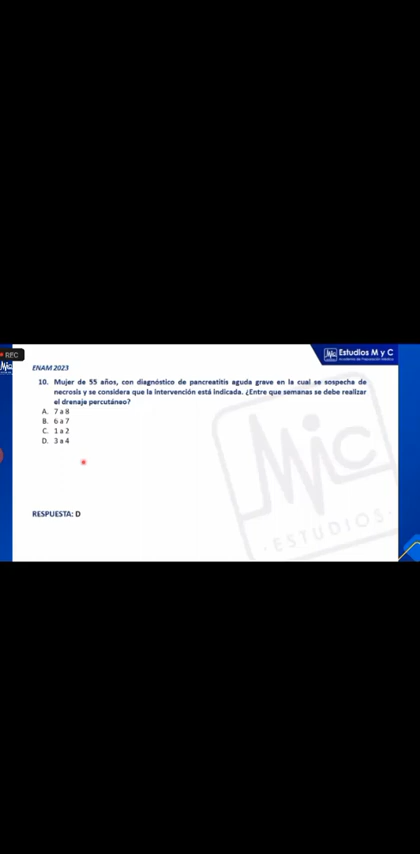 REC
Estudios M y C
Academia de Preparación Médica
ENAM 2023
10. Mujer de 55 años, con diagnóstico de pancreatitis aguda grave en la cual se sospecha de
necrosis y se considera que la intervención está indicada. ¿Entre que semanas se debe realizar
el drenaje percutáneo?
A. 7 a 8
B. 6 a 7
C. 1 a 2
D. 3 a 4
RESPUESTA: D
MIC
·ESTUDIOS·